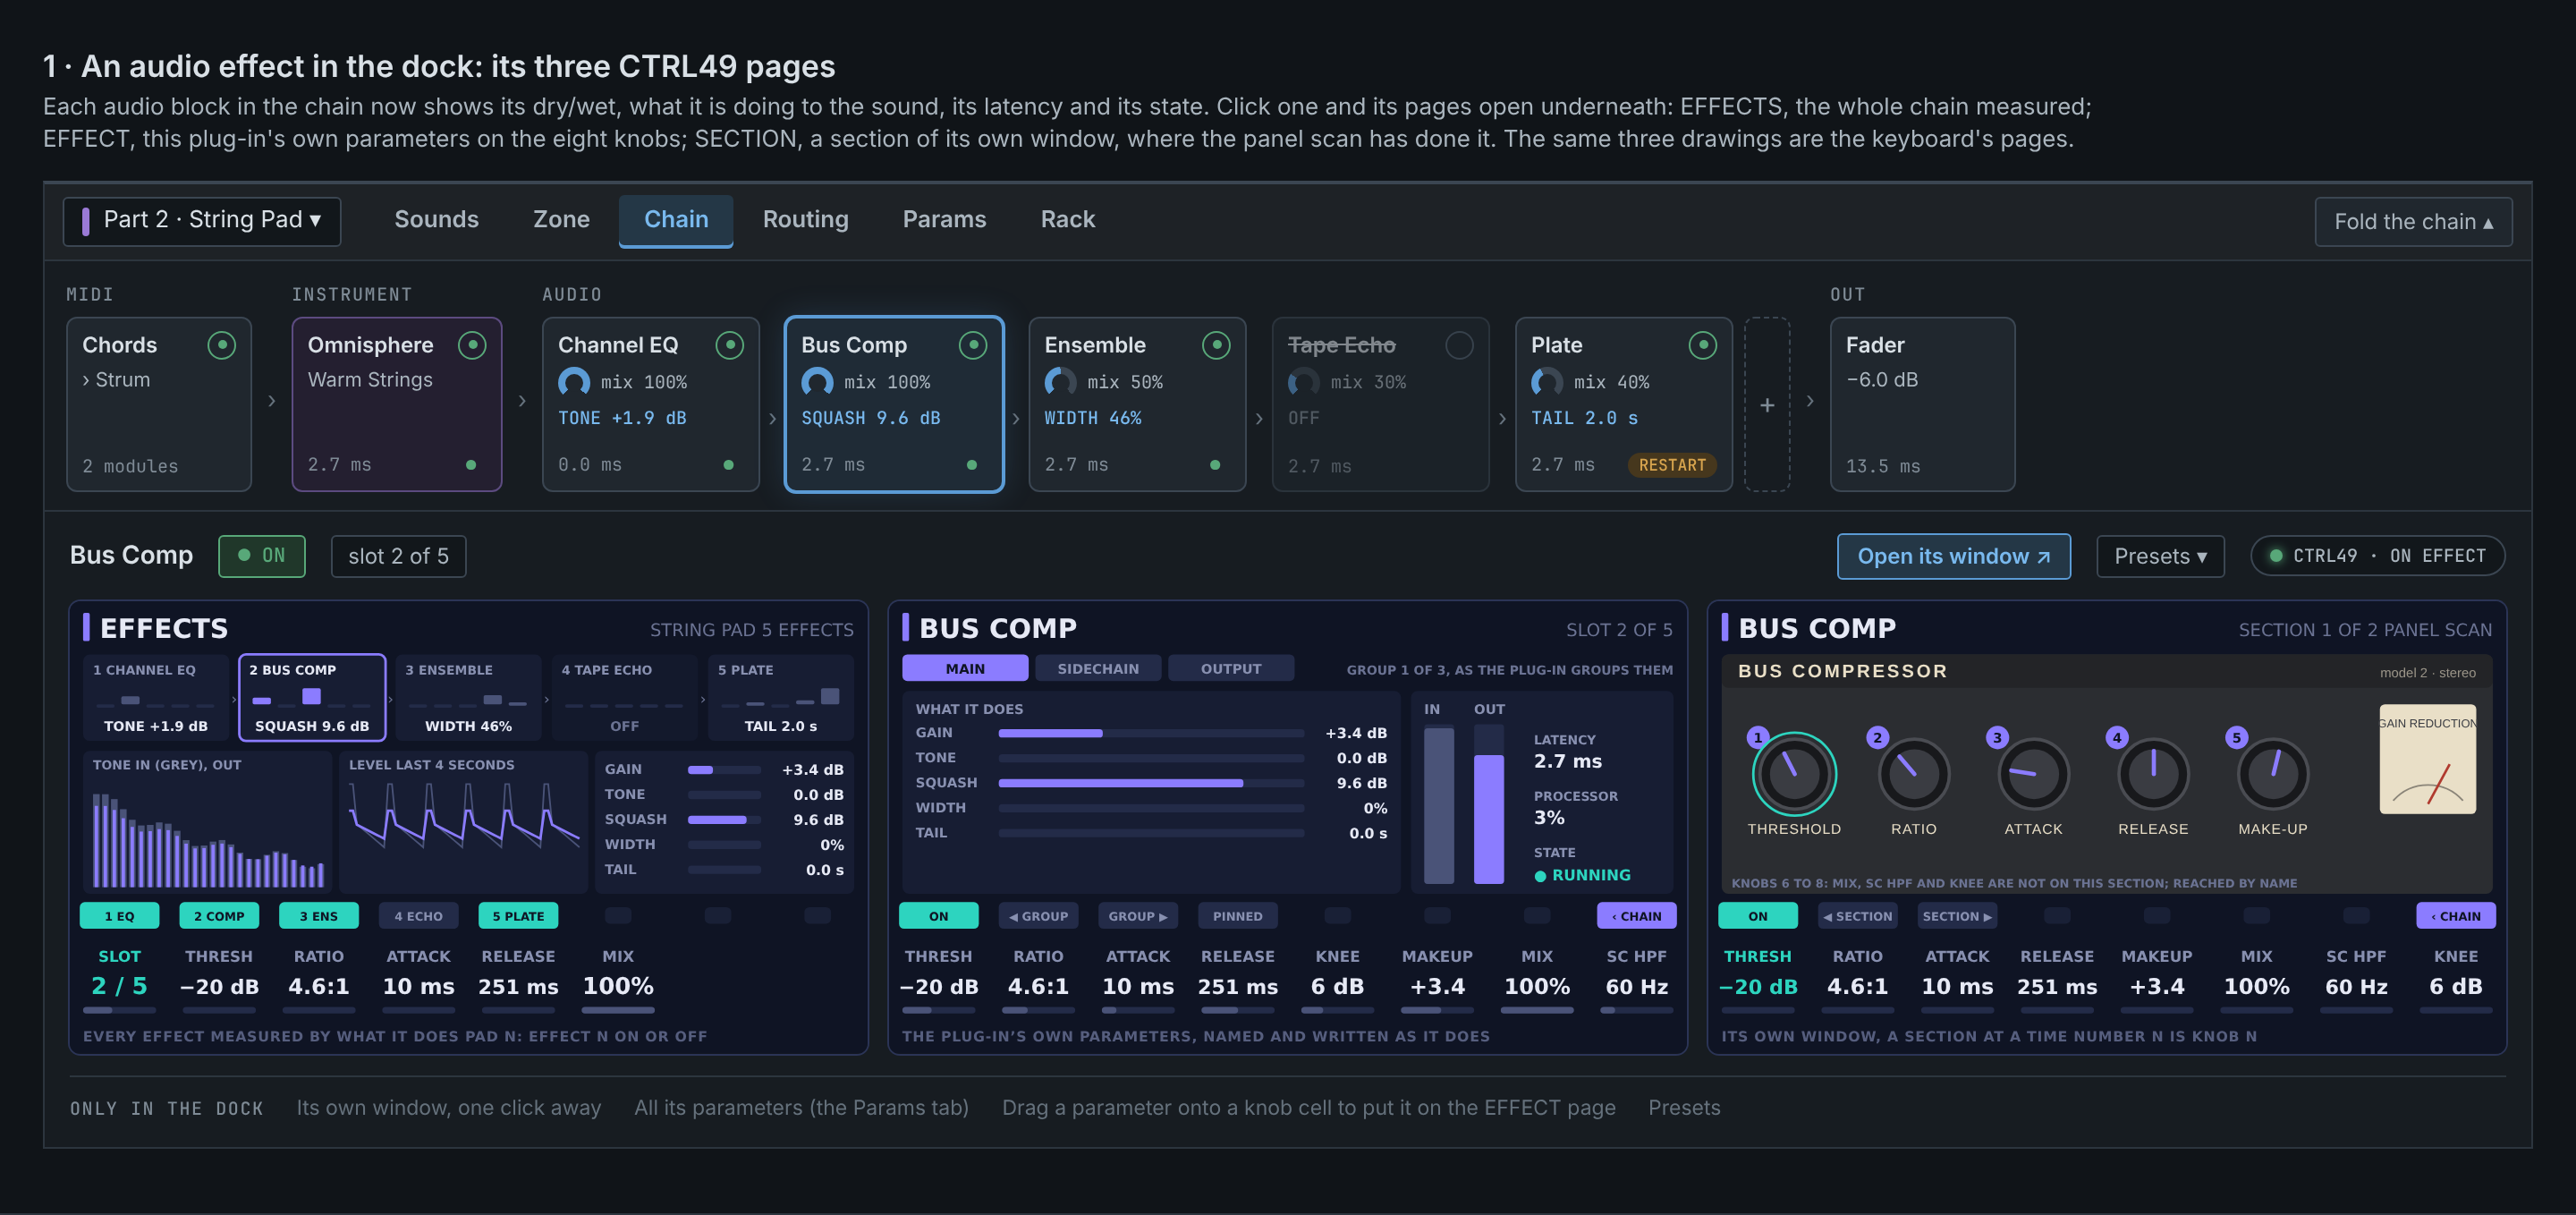 1 · An audio effect in the dock: its three CTRL49 pages
Each audio block in the chain now shows its dry/wet, what it is doing to the sound, its latency and its state. Click one and its pages open underneath: EFFECTS, the whole chain measured;
EFFECT, this plug-in's own parameters on the eight knobs; SECTION, a section of its own window, where the panel scan has done it. The same three drawings are the keyboard's pages.
Part 2 · String Pad ▾ Sounds Zone Chain Routing Params Rack Fold the chain ▴
MIDI INSTRUMENT AUDIO OUT
Chords Omnisphere Channel EQ Bus Comp Ensemble Tape Echo Plate Fader
› Strum Warm Strings mix 100% mix 100% mix 50% mix 30% mix 40% −6.0 dB
› › › › › › + ›
TONE +1.9 dB SQUASH 9.6 dB WIDTH 46% OFF TAIL 2.0 s
2 modules 2.7 ms 0.0 ms 2.7 ms 2.7 ms 2.7 ms 2.7 ms RESTART 13.5 ms
Bus Comp ON slot 2 of 5 Open its window ↗ Presets ▾ CTRL49 · ON EFFECT
EFFECTS STRING PAD 5 EFFECTS
1 CHANNEL EQ 2 BUS COMP 3 ENSEMBLE 4 TAPE ECHO 5 PLATE
› › › ›
TONE +1.9 dB SQUASH 9.6 dB WIDTH 46% OFF TAIL 2.0 s
TONE IN (GREY), OUT LEVEL LAST 4 SECONDS
GAIN +3.4 dB
TONE 0.0 dB
SQUASH 9.6 dB
WIDTH 0%
TAIL 0.0 s
1 EQ 2 COMP 3 ENS 4 ECHO 5 PLATE
SLOT THRESH RATIO ATTACK RELEASE MIX
2 / 5 −20 dB 4.6:1 10 ms 251 ms 100%
EVERY EFFECT MEASURED BY WHAT IT DOES PAD N: EFFECT N ON OR OFF
BUS COMP SLOT 2 OF 5
MAIN SIDECHAIN OUTPUT GROUP 1 OF 3, AS THE PLUG-IN GROUPS THEM
WHAT IT DOES
GAIN +3.4 dB
TONE 0.0 dB
SQUASH 9.6 dB
WIDTH 0%
TAIL 0.0 s
IN OUT
LATENCY
2.7 ms
PROCESSOR
3%
STATE
RUNNING
ON ◀ GROUP GROUP ▶ PINNED ‹ CHAIN
THRESH RATIO ATTACK RELEASE KNEE MAKEUP MIX SC HPF
−20 dB 4.6:1 10 ms 251 ms 6 dB +3.4 100% 60 Hz
THE PLUG-IN’S OWN PARAMETERS, NAMED AND WRITTEN AS IT DOES
BUS COMP SECTION 1 OF 2 PANEL SCAN
BUS COMPRESSOR model 2 · stereo
GAIN REDUCTION
1 2 3 4 5
THRESHOLD RATIO ATTACK RELEASE MAKE-UP
KNOBS 6 TO 8: MIX, SC HPF AND KNEE ARE NOT ON THIS SECTION; REACHED BY NAME
ON ◀ SECTION SECTION ▶ ‹ CHAIN
THRESH RATIO ATTACK RELEASE MAKEUP MIX SC HPF KNEE
−20 dB 4.6:1 10 ms 251 ms +3.4 100% 60 Hz 6 dB
ITS OWN WINDOW, A SECTION AT A TIME NUMBER N IS KNOB N
ONLY IN THE DOCK Its own window, one click away All its parameters (the Params tab) Drag a parameter onto a knob cell to put it on the EFFECT page Presets